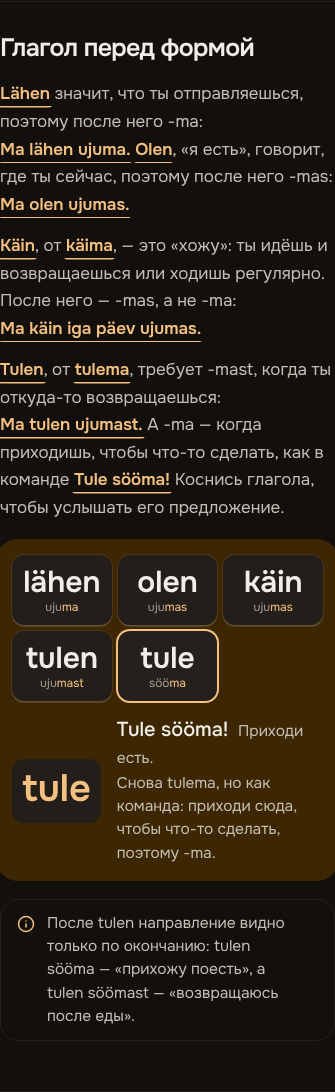 Глагол перед формой
Lähen значит, что ты отправляешься,
поэтому после него -ma:
Ma lähen ujuma. Olen, «я есть», говорит,
где ты сейчас, поэтому после него -mas:
Ma olen ujumas.
Käin, от käima, — это «хожу»: ты идёшь и
возвращаешься или ходишь регулярно.
После него — -mas, а не -ma:
Ma käin iga päev ujumas.
Tulen, от tulema, требует -mast, когда ты
откуда-то возвращаешься:
Ma tulen ujumast. А -ma — когда
приходишь, чтобы что-то сделать, как в
команде Tule sööma! Коснись глагола,
чтобы услышать его предложение.
lähen olen käin
ujuma ujumas ujumas
tulen tule
ujumast sööma
Tule sööma! Приходи
есть.
tule
Снова tulema, но как
команда: приходи сюда,
чтобы что-то сделать,
поэтому -ma.
После tulen направление видно
только по окончанию: tulen
sööma — «прихожу поесть», а
tulen söömast — «возвращаюсь
после еды».